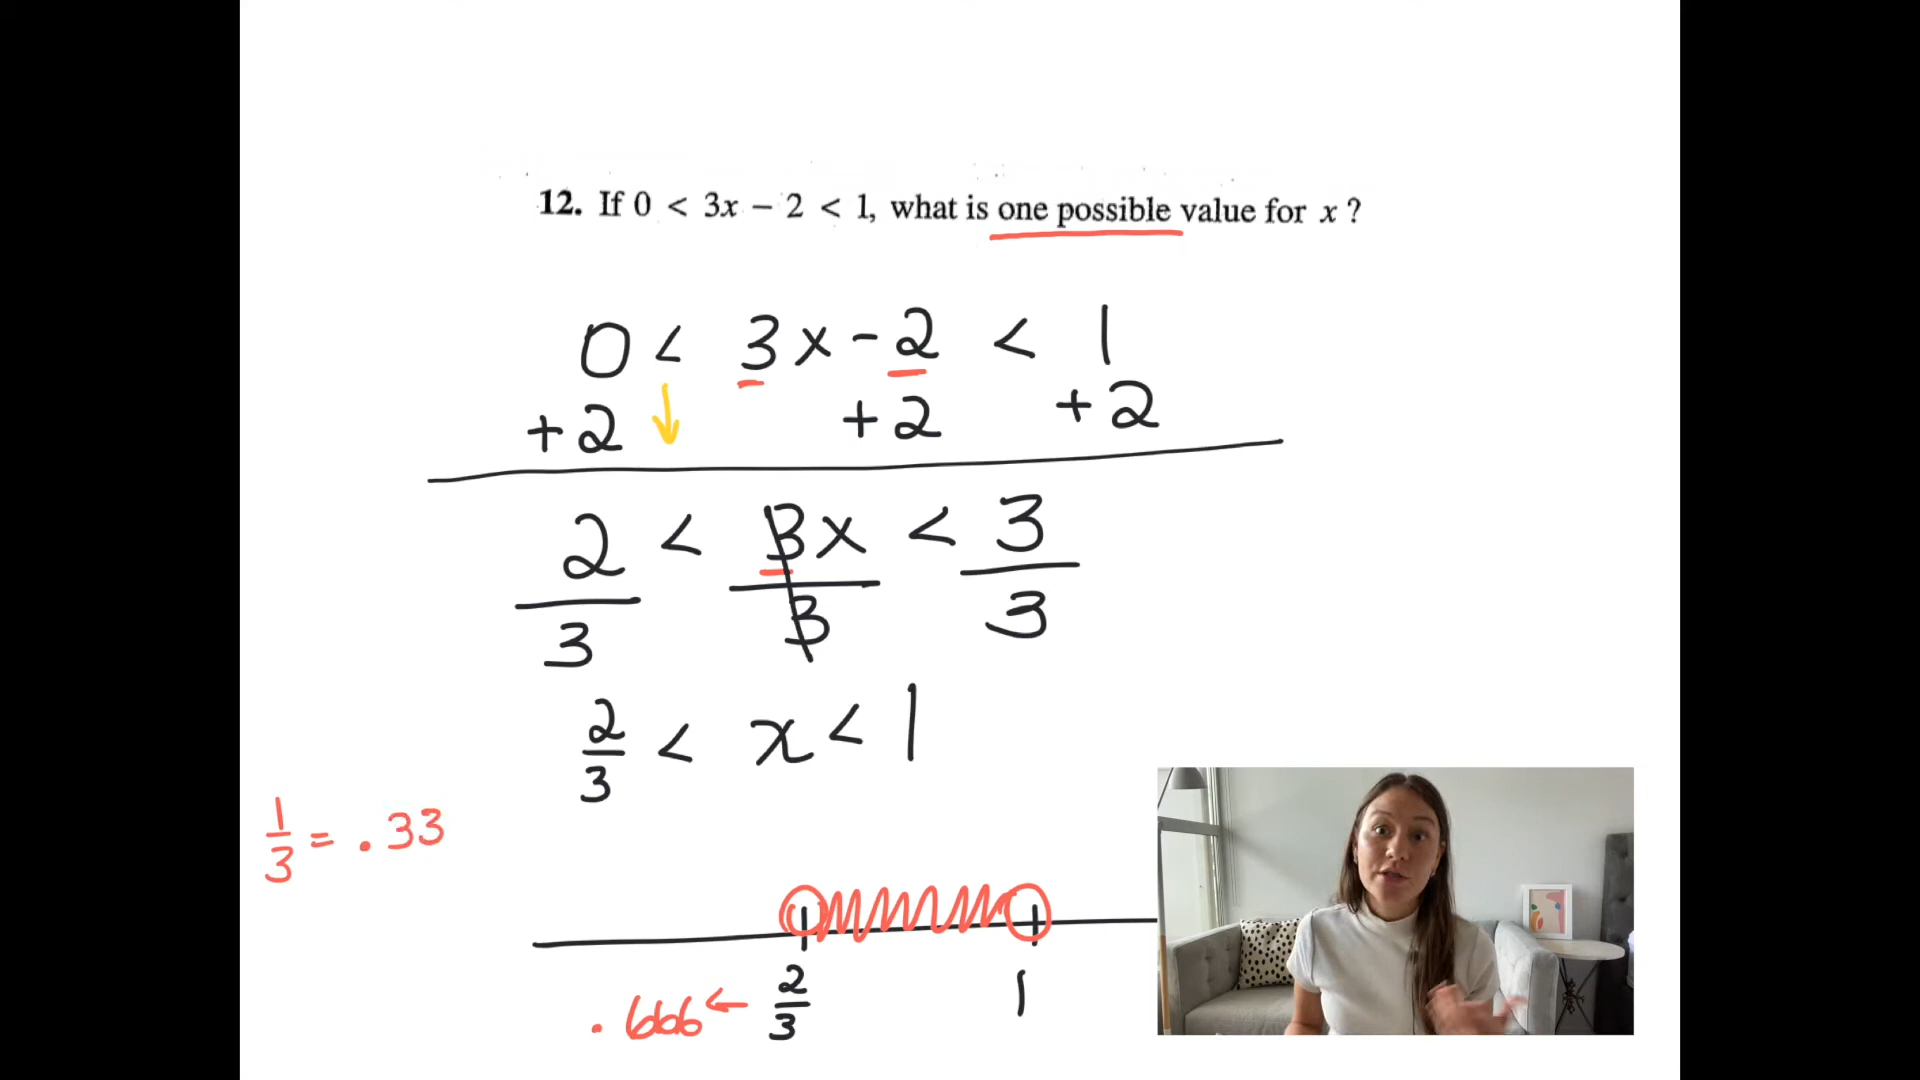 12. If 0 < 3x − 2 < 1, what is one possible value for x ?
0 < 3x - 2 < 1
+2 +2 +2
2 < 3x < 3
3 3 3
2/3 < x < 1
1/3 = .33
.666 ← 2/3 1